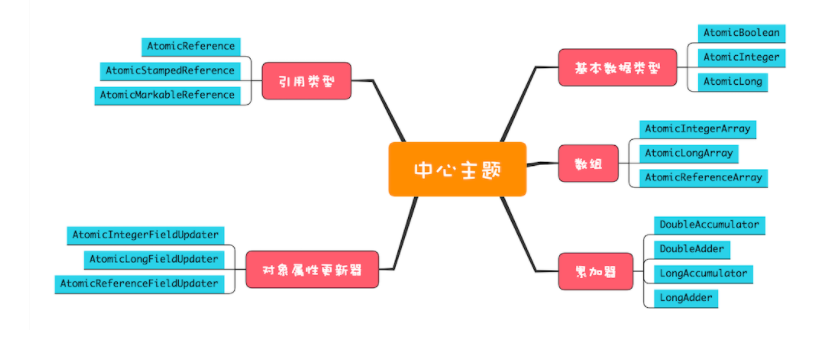 中心主题
基本数据类型
AtomicBoolean
AtomicInteger
AtomicLong
数组
AtomicIntegerArray
AtomicLongArray
AtomicReferenceArray
累加器
DoubleAccumulator
DoubleAdder
LongAccumulator
LongAdder
引用类型
AtomicReference
AtomicStampedReference
AtomicMarkableReference
对象属性更新器
AtomicIntegerFieldUpdater
AtomicLongFieldUpdater
AtomicReferenceFieldUpdater